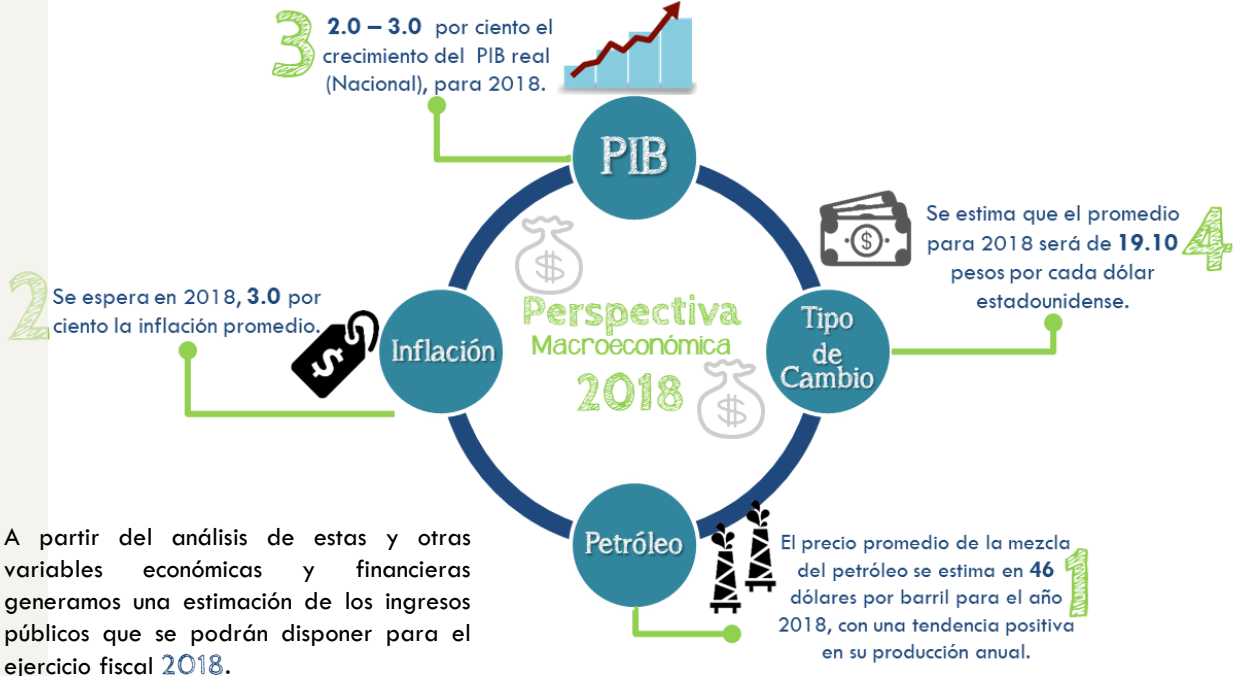 3
2.0 – 3.0 por ciento el
crecimiento del PIB real
(Nacional), para 2018.
PIB
Se estima que el promedio
para 2018 será de 19.10
pesos por cada dólar
estadounidense.
4
$
Tipo
de
Cambio
2
Se espera en 2018, 3.0 por
ciento la inflación promedio.
$
Inflación
$
Perspectiva
Macroeconómica
2018
$
Petróleo
El precio promedio de la mezcla
del petróleo se estima en 46
dólares por barril para el año
2018, con una tendencia positiva
en su producción anual.
1
A partir del análisis de estas y otras
variables económicas y financieras
generamos una estimación de los ingresos
públicos que se podrán disponer para el
ejercicio fiscal 2018.